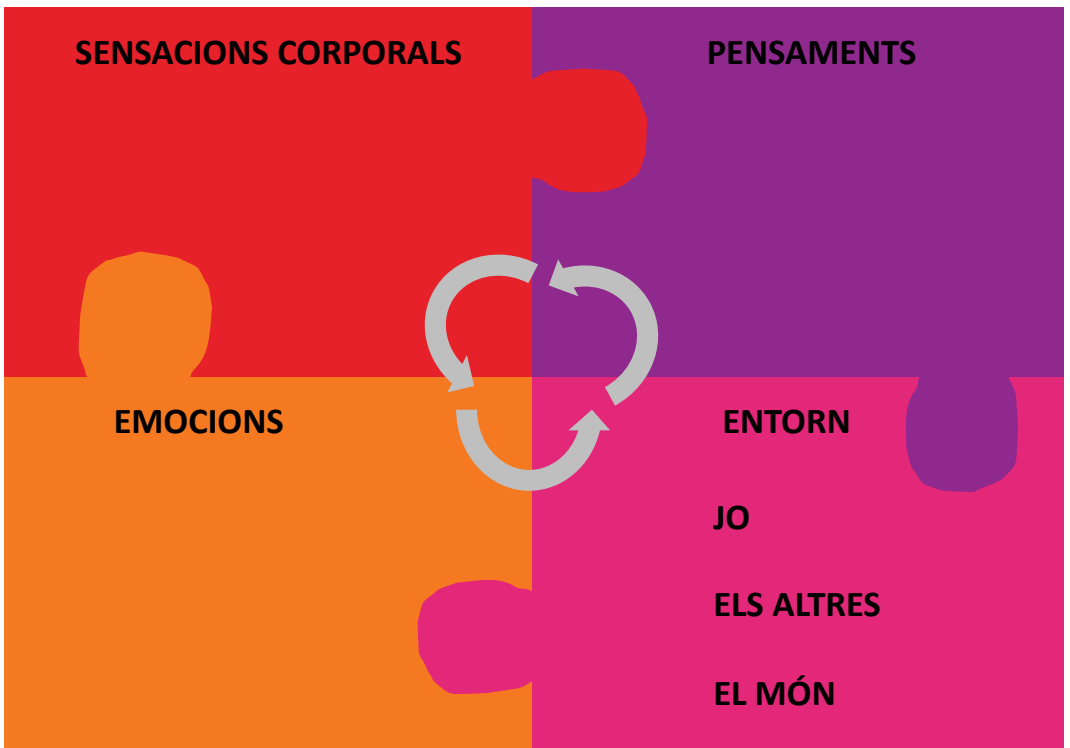 SENSACIONS CORPORALS
PENSAMENTS
EMOCIONS
ENTORN
JO
ELS ALTRES
EL MÓN